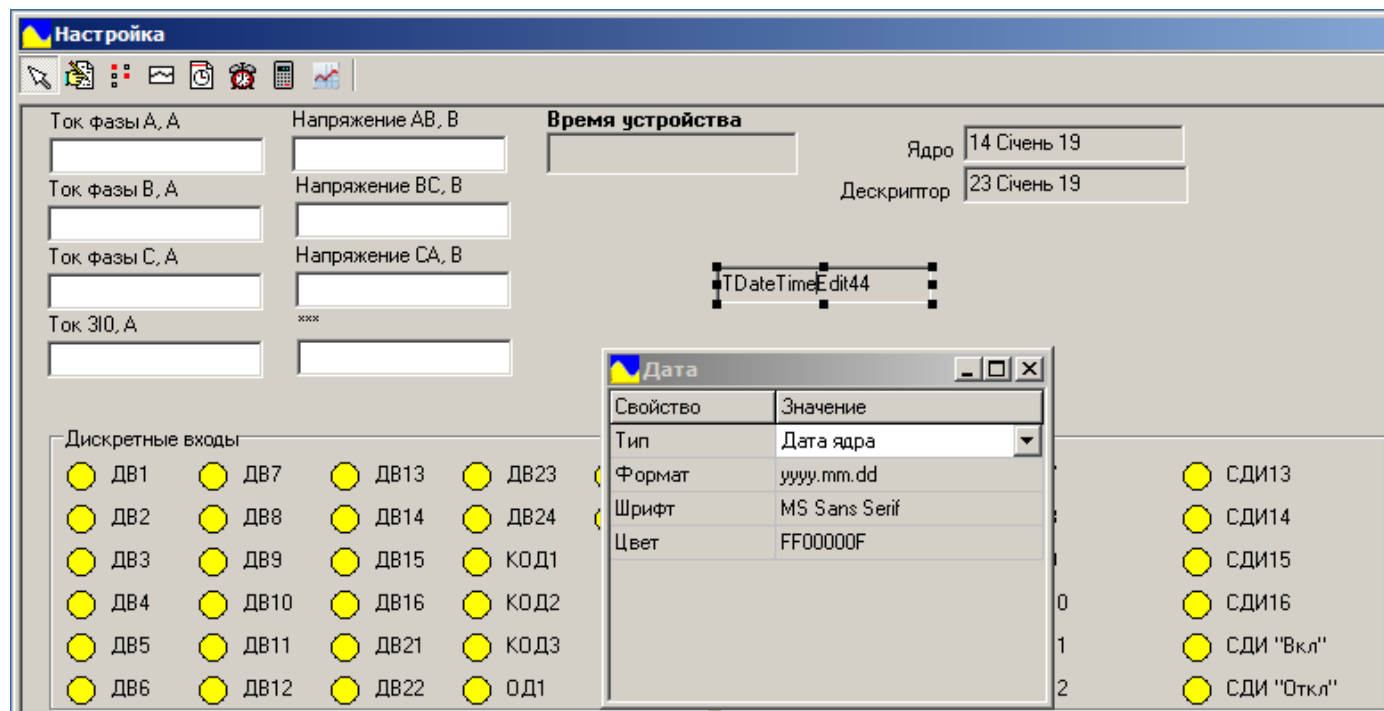 Настройка
Ток фазы А, А
Напряжение АВ, В
Время устройства
Ядро
14 Січень 19
Ток фазы В, А
Напряжение ВС, В
Дескриптор
23 Січень 19
Ток фазы С, А
Напряжение СА, В
TDateTimeEdit44
Ток 3I0, А
xxx
Дата
Свойство Значение
Тип Дата ядра
Формат yyyy.mm.dd
Шрифт MS Sans Serif
Цвет FF00000F
Дискретные входы
ДВ1 ДВ7 ДВ13 ДВ23 СДИ13
ДВ2 ДВ8 ДВ14 ДВ24 СДИ14
ДВ3 ДВ9 ДВ15 КОД1 СДИ15
ДВ4 ДВ10 ДВ16 КОД2 0 СДИ16
ДВ5 ДВ11 ДВ21 КОД3 1 СДИ "Вкл"
ДВ6 ДВ12 ДВ22 ОД1 2 СДИ "Откл"